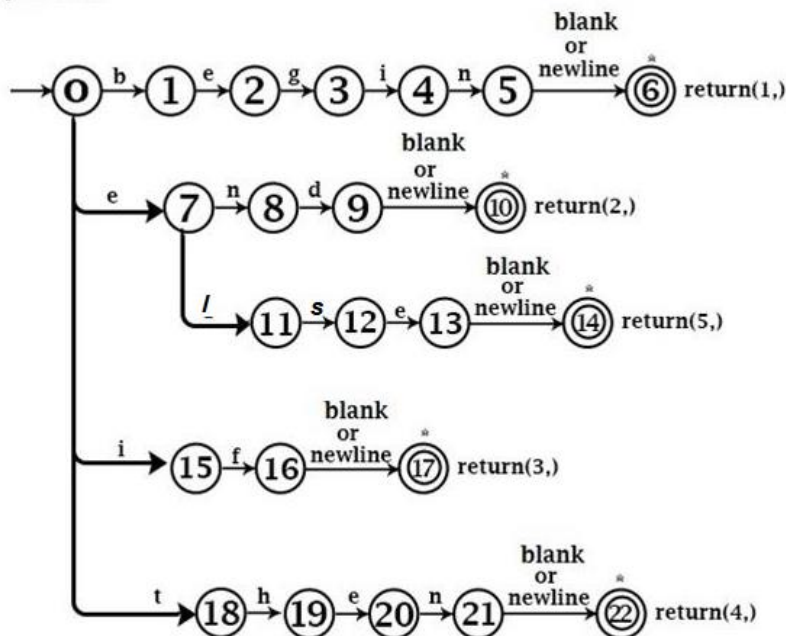 blank
or
newline
0 b 1 e 2 g 3 i 4 n 5 * 6 return(1,)
blank
or
newline
e 7 n 8 d 9 * 10 return(2,)
blank
or
newline
l 11 s 12 e 13 * 14 return(5,)
blank
or
newline
i 15 f 16 * 17 return(3,)
blank
or
newline
t 18 h 19 e 20 n 21 * 22 return(4,)